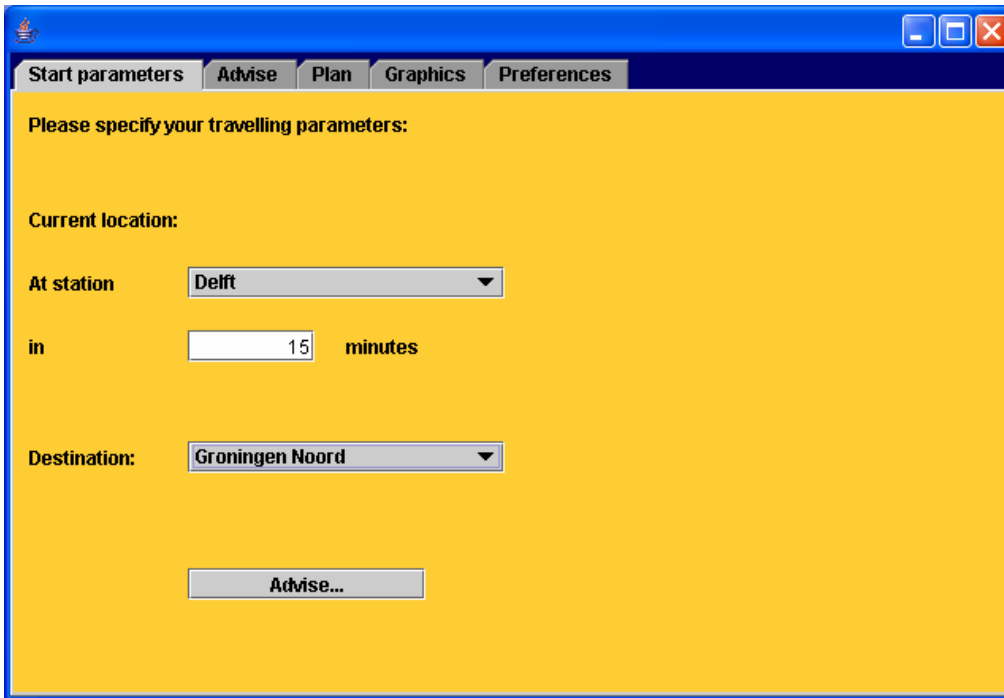 Start parameters Advise Plan Graphics Preferences
Please specify your travelling parameters:
Current location:
At station Delft
in 15 minutes
Destination: Groningen Noord
Advise...